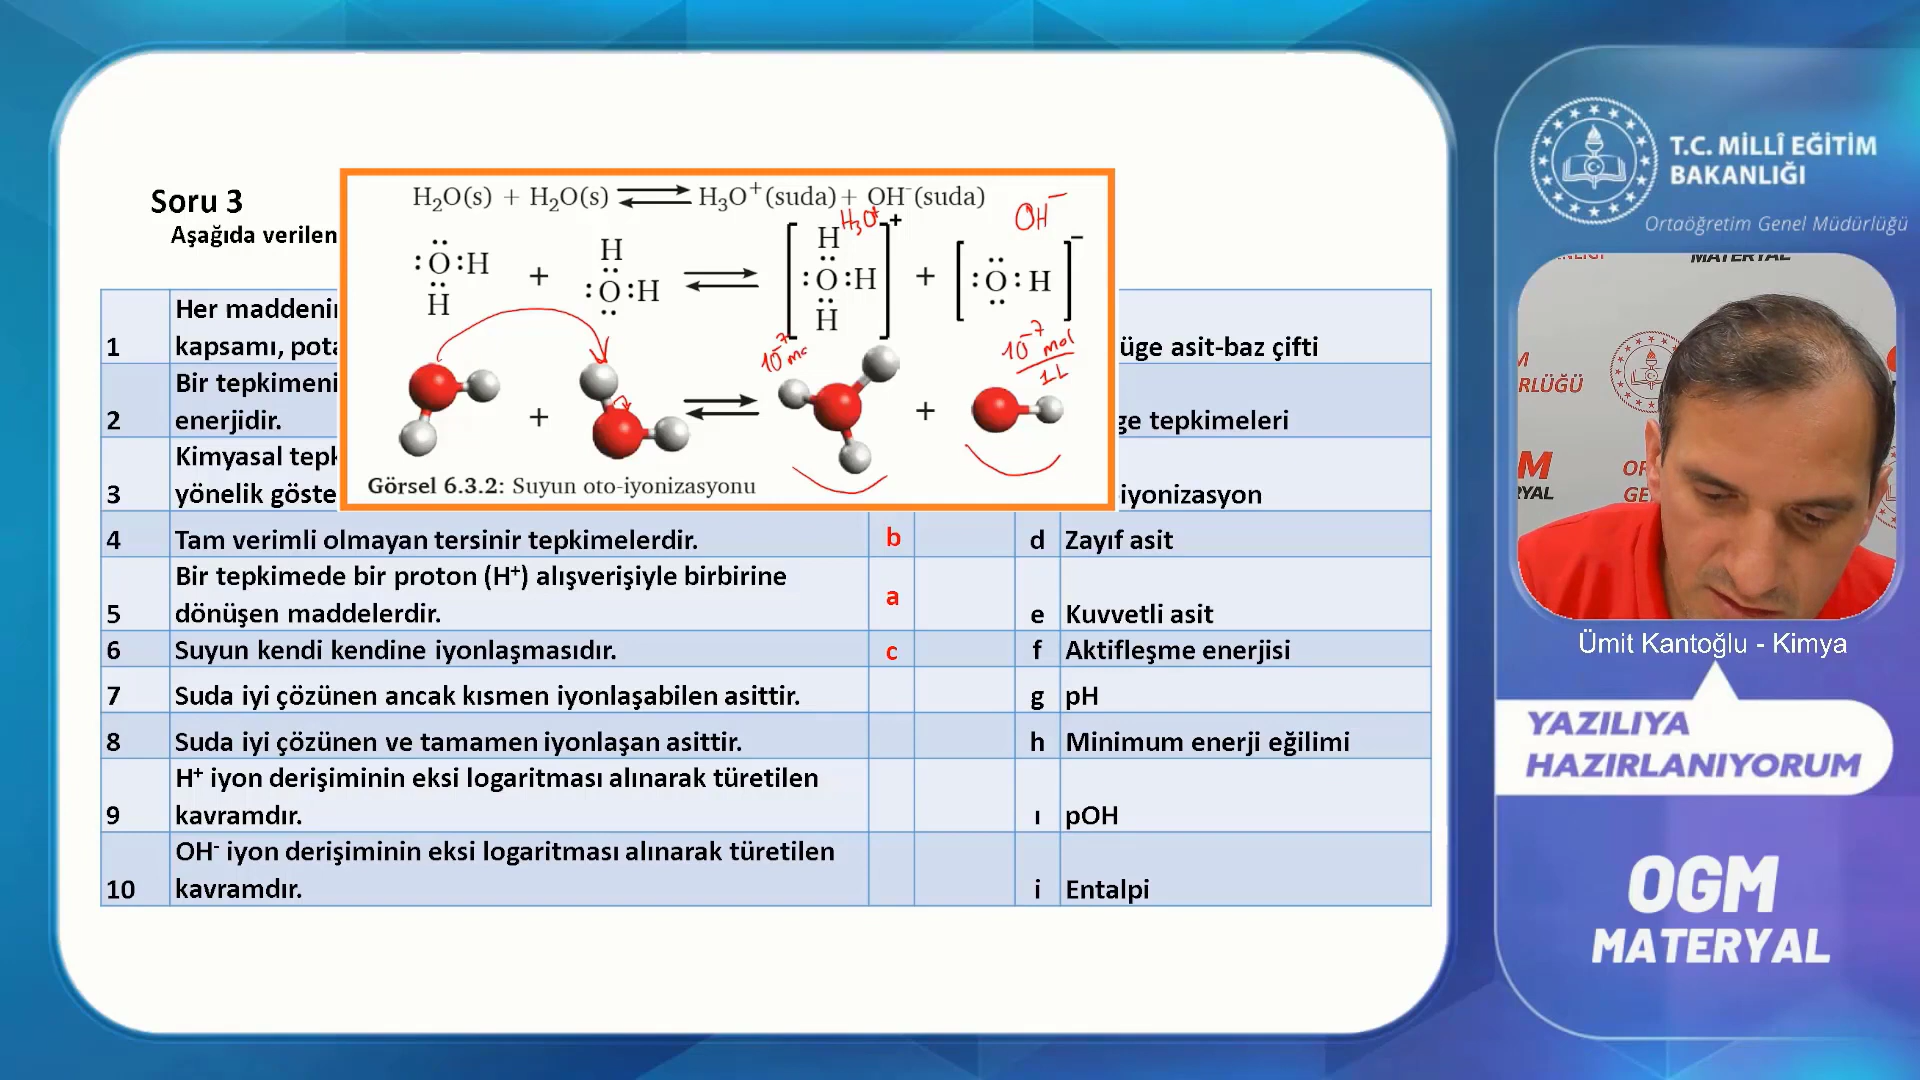 Soru 3
Aşağıda verilen
H₂O(s) + H₂O(s) ⇌ H₃O⁺(suda) + OH⁻(suda)
H₃O⁺
OH⁻
:O:H
H
+
H
:O:H
⇌
[H
:O:H
H]⁺
+
[:O:H]⁻
10⁻⁷
10⁻⁷ mol
1L
+
⇌
+
Görsel 6.3.2: Suyun oto-iyonizasyonu
1 Her maddenin
kapsamı, üge asit-baz çifti
2 Bir tepkimeni
enerjidir. ge tepkimeleri
3 Kimyasal
yönelik iyonizasyon
4 Tam verimli olmayan tersinir tepkimelerdir. b d Zayıf asit
5 Bir tepkimede bir proton (H⁺) alışverişiyle birbirine
dönüşen maddelerdir. a e Kuvvetli asit
6 Suyun kendi kendine iyonlaşmasıdır. c f Aktifleşme enerjisi
7 Suda iyi çözünen ancak kısmen iyonlaşabilen asittir. g pH
8 Suda iyi çözünen ve tamamen iyonlaşan asittir. h Minimum enerji eğilimi
9 H⁺ iyon derişiminin eksi logaritması alınarak türetilen
kavramdır. ı pOH
10 OH⁻ iyon derişiminin eksi logaritması alınarak türetilen
kavramdır. i Entalpi
T.C. MİLLÎ EĞİTİM
BAKANLIĞI
Ortaöğretim Genel Müdürlüğü
MATERYAL
Ümit Kantoğlu - Kimya
YAZILIYA
HAZIRLANIYORUM
OGM
MATERYAL